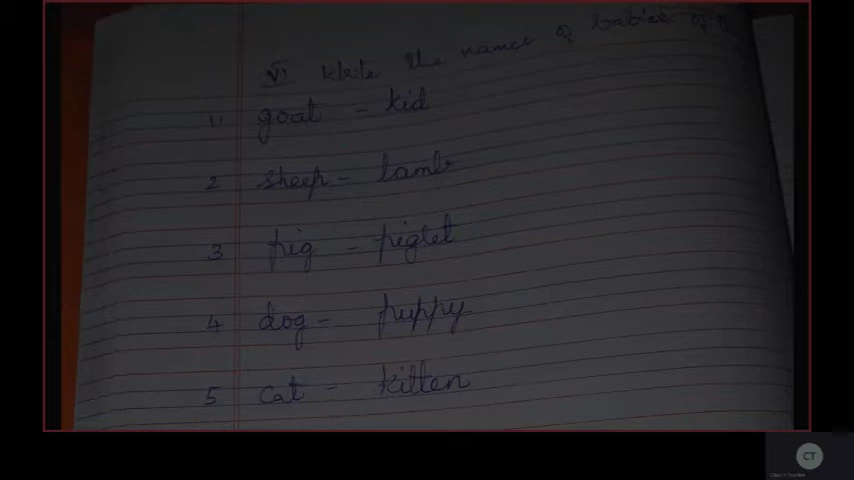 VI Write the names of babies of
1. goat - kid
2 sheep - lamb
3 pig - piglet
4 dog - puppy
5 cat - kitten
CT